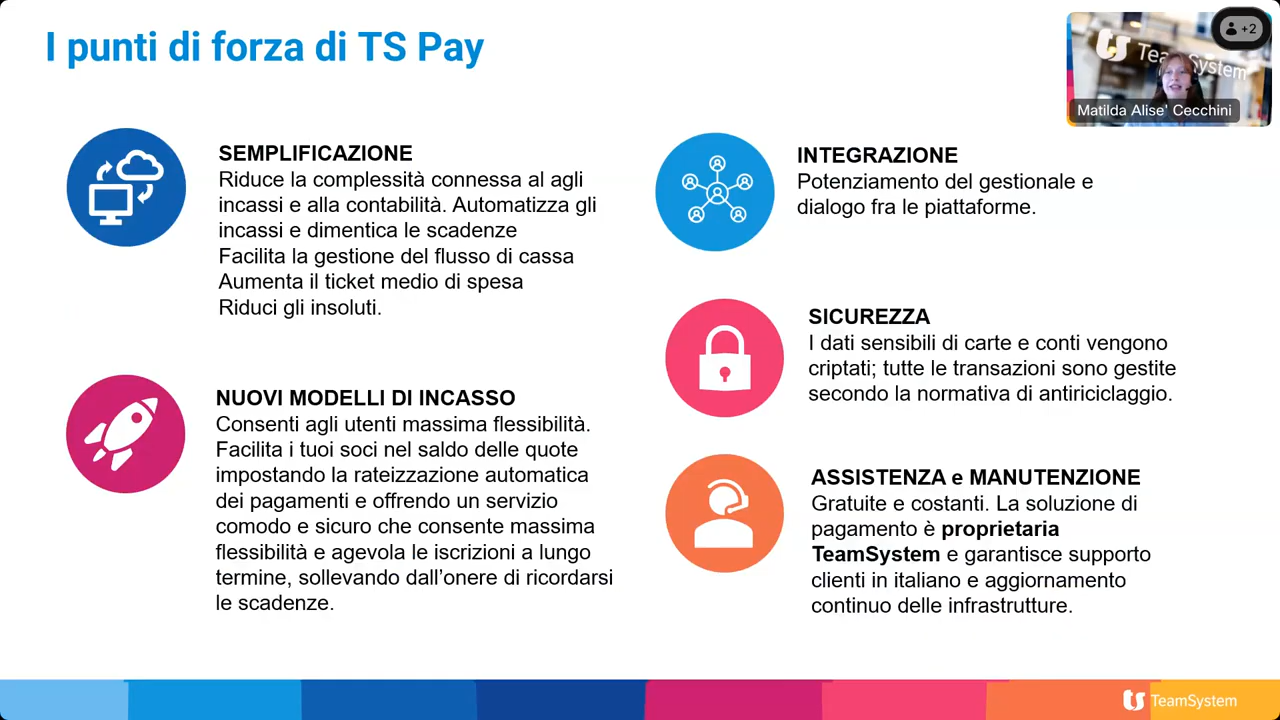 I punti di forza di TS Pay
+2
TeamSystem
Matilda Alise' Cecchini
SEMPLIFICAZIONE
Riduce la complessità connessa al agli
incassi e alla contabilità. Automatizza gli
incassi e dimentica le scadenze
Facilita la gestione del flusso di cassa
Aumenta il ticket medio di spesa
Riduci gli insoluti.
NUOVI MODELLI DI INCASSO
Consenti agli utenti massima flessibilità.
Facilita i tuoi soci nel saldo delle quote
impostando la rateizzazione automatica
dei pagamenti e offrendo un servizio
comodo e sicuro che consente massima
flessibilità e agevola le iscrizioni a lungo
termine, sollevando dall’onere di ricordarsi
le scadenze.
INTEGRAZIONE
Potenziamento del gestionale e
dialogo fra le piattaforme.
SICUREZZA
I dati sensibili di carte e conti vengono
criptati; tutte le transazioni sono gestite
secondo la normativa di antiriciclaggio.
ASSISTENZA e MANUTENZIONE
Gratuite e costanti. La soluzione di
pagamento è proprietaria
TeamSystem e garantisce supporto
clienti in italiano e aggiornamento
continuo delle infrastrutture.
TeamSystem